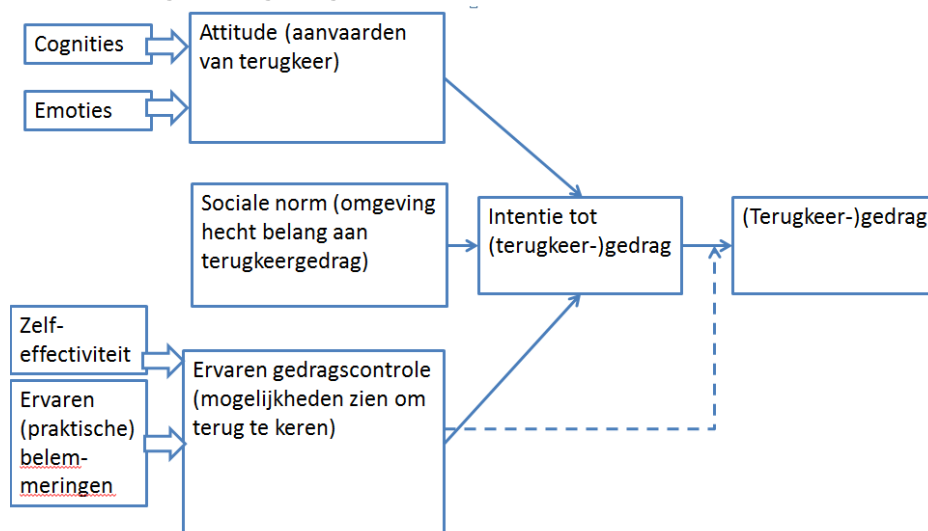 Cognities
Emoties
Attitude (aanvaarden
van terugkeer)
Sociale norm (omgeving
hecht belang aan
terugkeergedrag)
Intentie tot
(terugkeer-)gedrag
(Terugkeer-)gedrag
Zelf-
effectiviteit
Ervaren
(praktische)
belem-
meringen
Ervaren gedragscontrole
(mogelijkheden zien om
terug te keren)